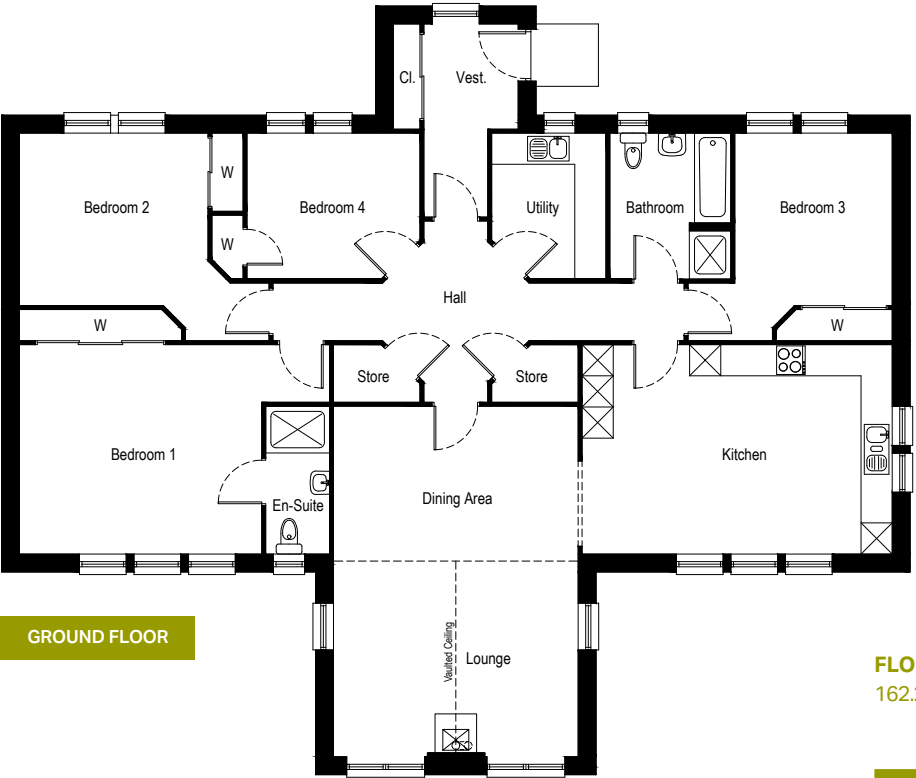 Cl.
Vest.
Bedroom 2
W
W
Bedroom 4
Utility
Bathroom
Bedroom 3
Hall
W
W
Store
Store
Bedroom 1
En-Suite
Dining Area
Kitchen
GROUND FLOOR
Vaulted Ceiling
Lounge
FLO
162.